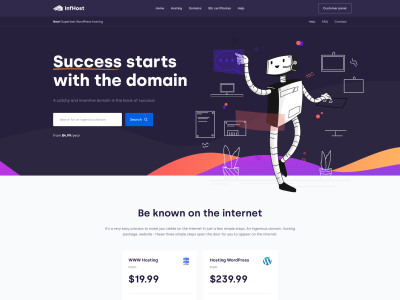 InfHost
Home Hosting Domains SSL certificates Help
Customer panel
New! Superfast WordPress hosting
Help FAQ Contact
Success starts
with the domain
A catchy and inventive domain is the basis of success
Search for an ingenious domain
Search
From $4.99/year
Be known on the internet
It's a very easy process to make you visible on the internet in just a few simple steps. An ingenious domain, hosting
package, website - these three simple steps open the door for you to appear on the internet.
WWW Hosting
From
$19.99
Hosting WordPress
From
$239.99